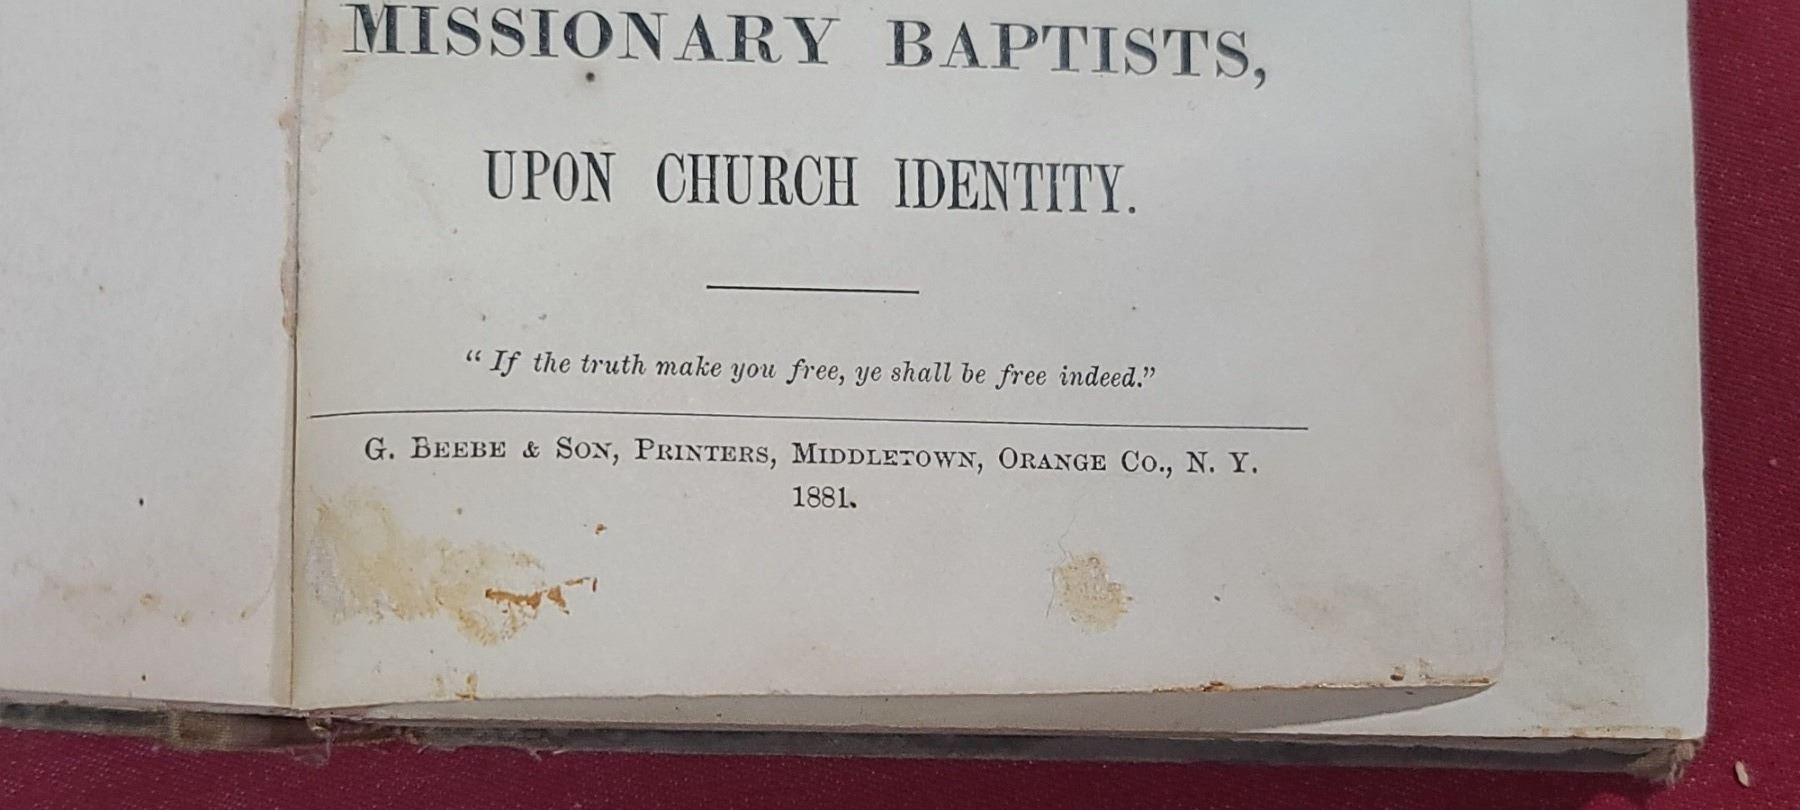 MISSIONARY BAPTISTS,
UPON CHURCH IDENTITY.
“ If the truth make you free, ye shall be free indeed.”
G. BEEBE & SON, PRINTERS, MIDDLETOWN, ORANGE CO., N. Y.
1881.